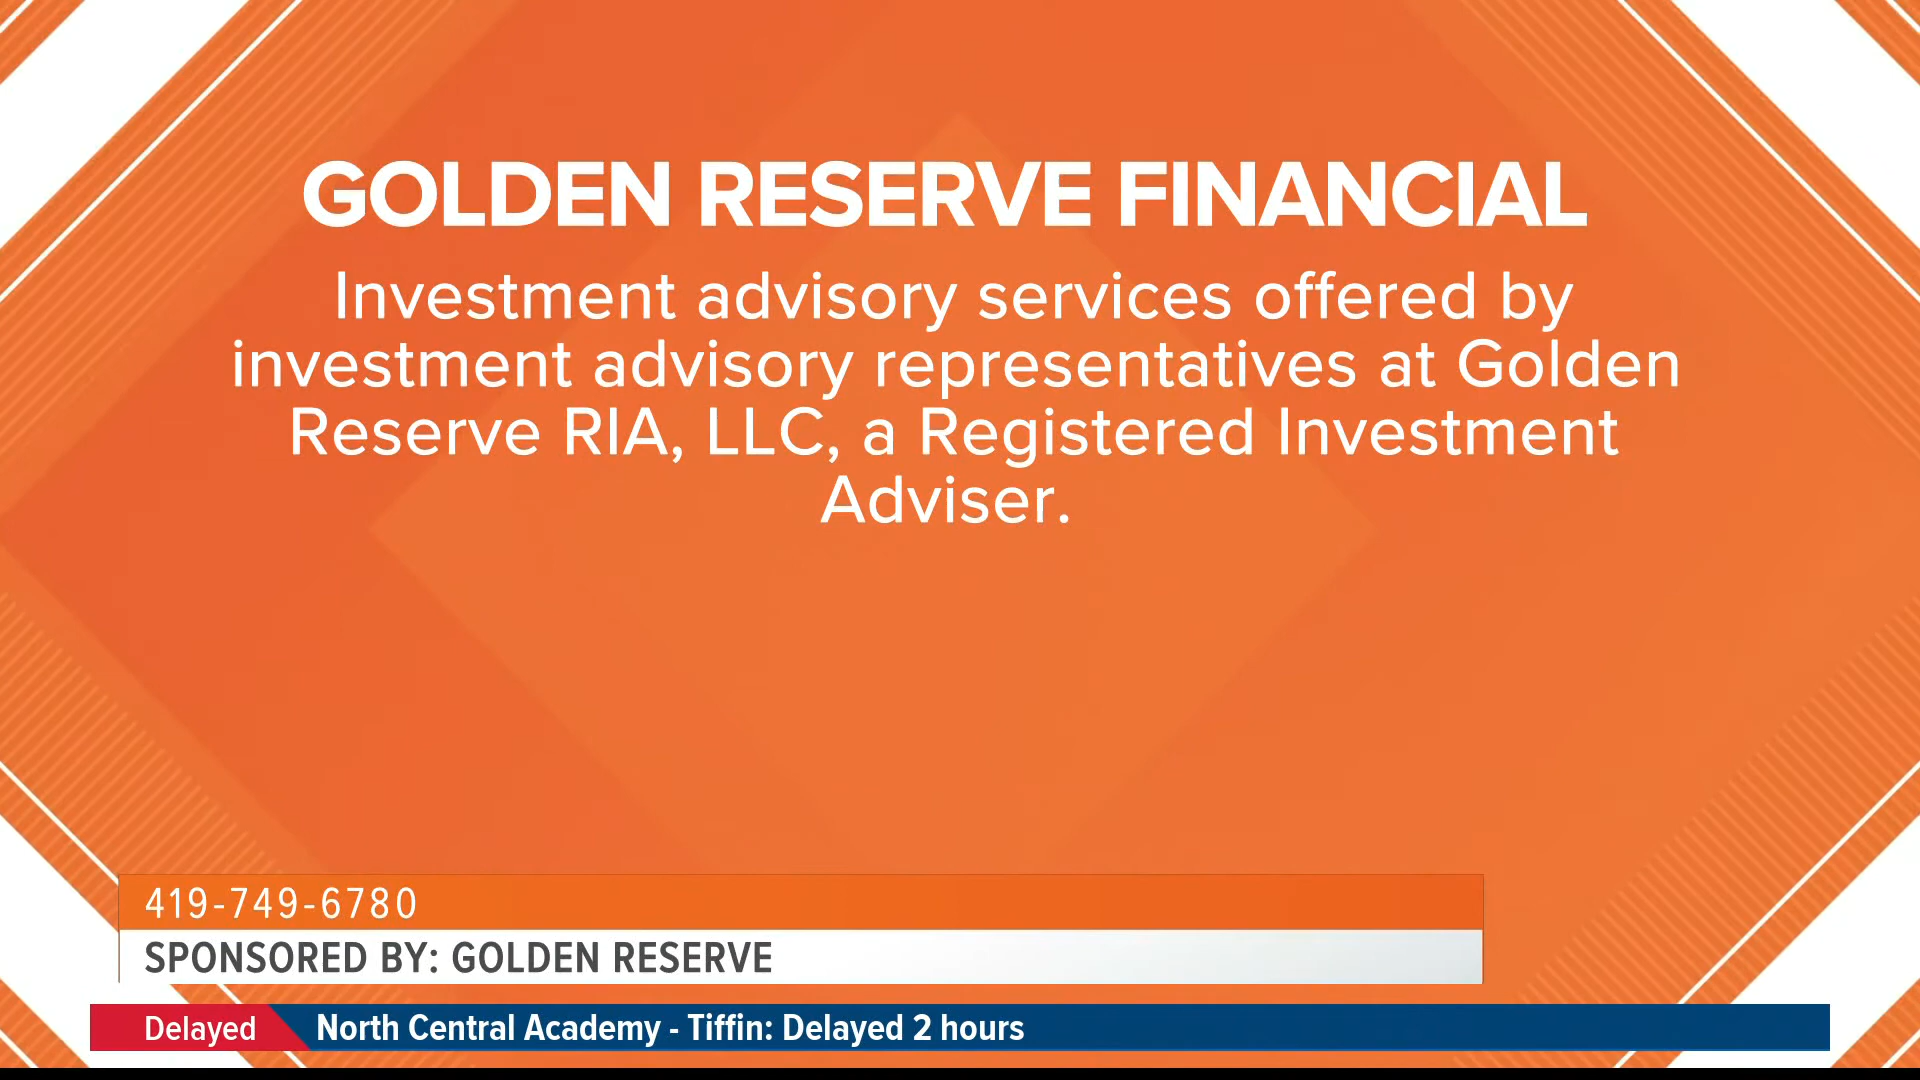 GOLDEN RESERVE FINANCIAL
Investment advisory services offered by
investment advisory representatives at Golden
Reserve RIA, LLC, a Registered Investment
Adviser.
419-749-6780
SPONSORED BY: GOLDEN RESERVE
Delayed North Central Academy - Tiffin: Delayed 2 hours